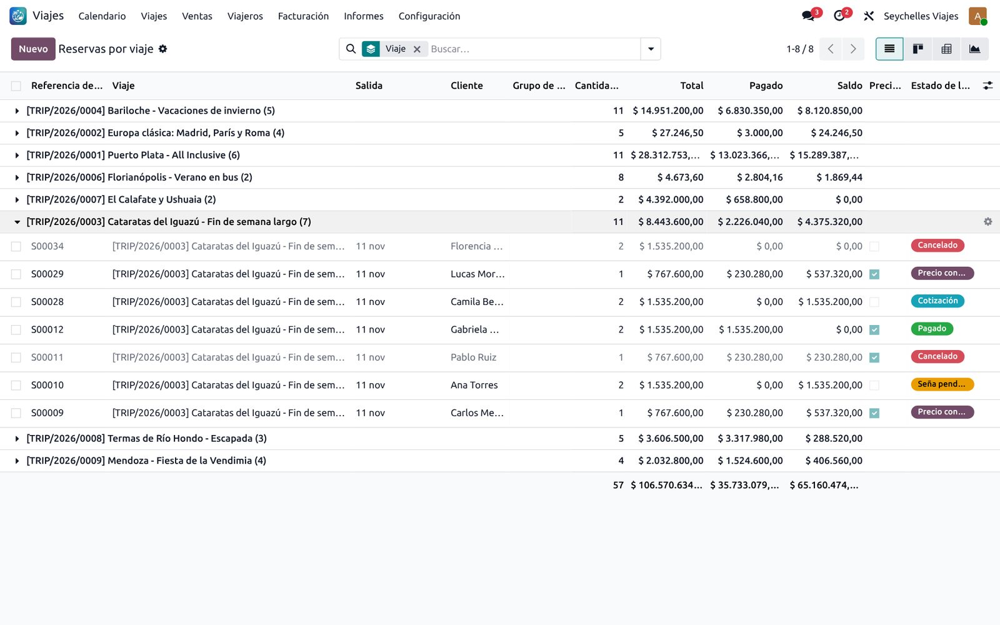 Viajes Calendario Viajes Ventas Viajeros Facturación Informes Configuración 3 2 Seychelles Viajes A
Nuevo Reservas por viaje Viaje Buscar... 1-8 / 8
Referencia de... Viaje Salida Cliente Grupo de ... Cantida... Total Pagado Saldo Preci... Estado de l...
[TRIP/2026/0004] Bariloche - Vacaciones de invierno (5) 11 $ 14.951.200,00 $ 6.830.350,00 $ 8.120.850,00
[TRIP/2026/0002] Europa clásica: Madrid, París y Roma (4) 5 $ 27.246,50 $ 3.000,00 $ 24.246,50
[TRIP/2026/0001] Puerto Plata - All Inclusive (6) 11 $ 28.312.753,... $ 13.023.366,... $ 15.289.387,...
[TRIP/2026/0006] Florianópolis - Verano en bus (2) 8 $ 4.673,60 $ 2.804,16 $ 1.869,44
[TRIP/2026/0007] El Calafate y Ushuaia (2) 2 $ 4.392.000,00 $ 658.800,00 $ 0,00
[TRIP/2026/0003] Cataratas del Iguazú - Fin de semana largo (7) 11 $ 8.443.600,00 $ 2.226.040,00 $ 4.375.320,00
S00034 [TRIP/2026/0003] Cataratas del Iguazú - Fin de sem... 11 nov Florencia ... 2 $ 1.535.200,00 $ 0,00 $ 0,00 Cancelado
S00029 [TRIP/2026/0003] Cataratas del Iguazú - Fin de sem... 11 nov Lucas Mor... 1 $ 767.600,00 $ 230.280,00 $ 537.320,00 Precio con...
S00028 [TRIP/2026/0003] Cataratas del Iguazú - Fin de sem... 11 nov Camila Be... 2 $ 1.535.200,00 $ 0,00 $ 1.535.200,00 Cotización
S00012 [TRIP/2026/0003] Cataratas del Iguazú - Fin de sem... 11 nov Gabriela ... 2 $ 1.535.200,00 $ 1.535.200,00 $ 0,00 Pagado
S00011 [TRIP/2026/0003] Cataratas del Iguazú - Fin de sem... 11 nov Pablo Ruiz 1 $ 767.600,00 $ 230.280,00 $ 230.280,00 Cancelado
S00010 [TRIP/2026/0003] Cataratas del Iguazú - Fin de sem... 11 nov Ana Torres 2 $ 1.535.200,00 $ 0,00 $ 1.535.200,00 Seña pend...
S00009 [TRIP/2026/0003] Cataratas del Iguazú - Fin de sem... 11 nov Carlos Me... 1 $ 767.600,00 $ 230.280,00 $ 537.320,00 Precio con...
[TRIP/2026/0008] Termas de Río Hondo - Escapada (3) 5 $ 3.606.500,00 $ 3.317.980,00 $ 288.520,00
[TRIP/2026/0009] Mendoza - Fiesta de la Vendimia (4) 4 $ 2.032.800,00 $ 1.524.600,00 $ 406.560,00
57 $ 106.570.634... $ 35.733.079,... $ 65.160.474,...